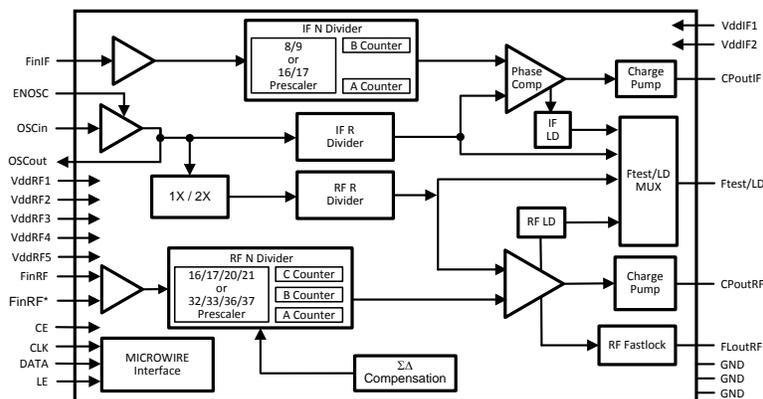 IF N Divider
8/9
or
16/17
Prescaler
B Counter
A Counter
VddIF1
VddIF2
FinIF
Phase
Comp
Charge
Pump
CPoutIF
ENOSC
OSCin
OSCout
IF R
Divider
IF
LD
1X / 2X
RF R
Divider
Ftest/LD
MUX
Ftest/LD
VddRF1
VddRF2
VddRF3
VddRF4
VddRF5
RF LD
FinRF
FinRF*
RF N Divider
16/17/20/21
or
32/33/36/37
Prescaler
C Counter
B Counter
A Counter
Charge
Pump
CPoutRF
CE
CLK
DATA
LE
MICROWIRE
Interface
ΣΔ
Compensation
RF Fastlock
FLoutRF
GND
GND
GND